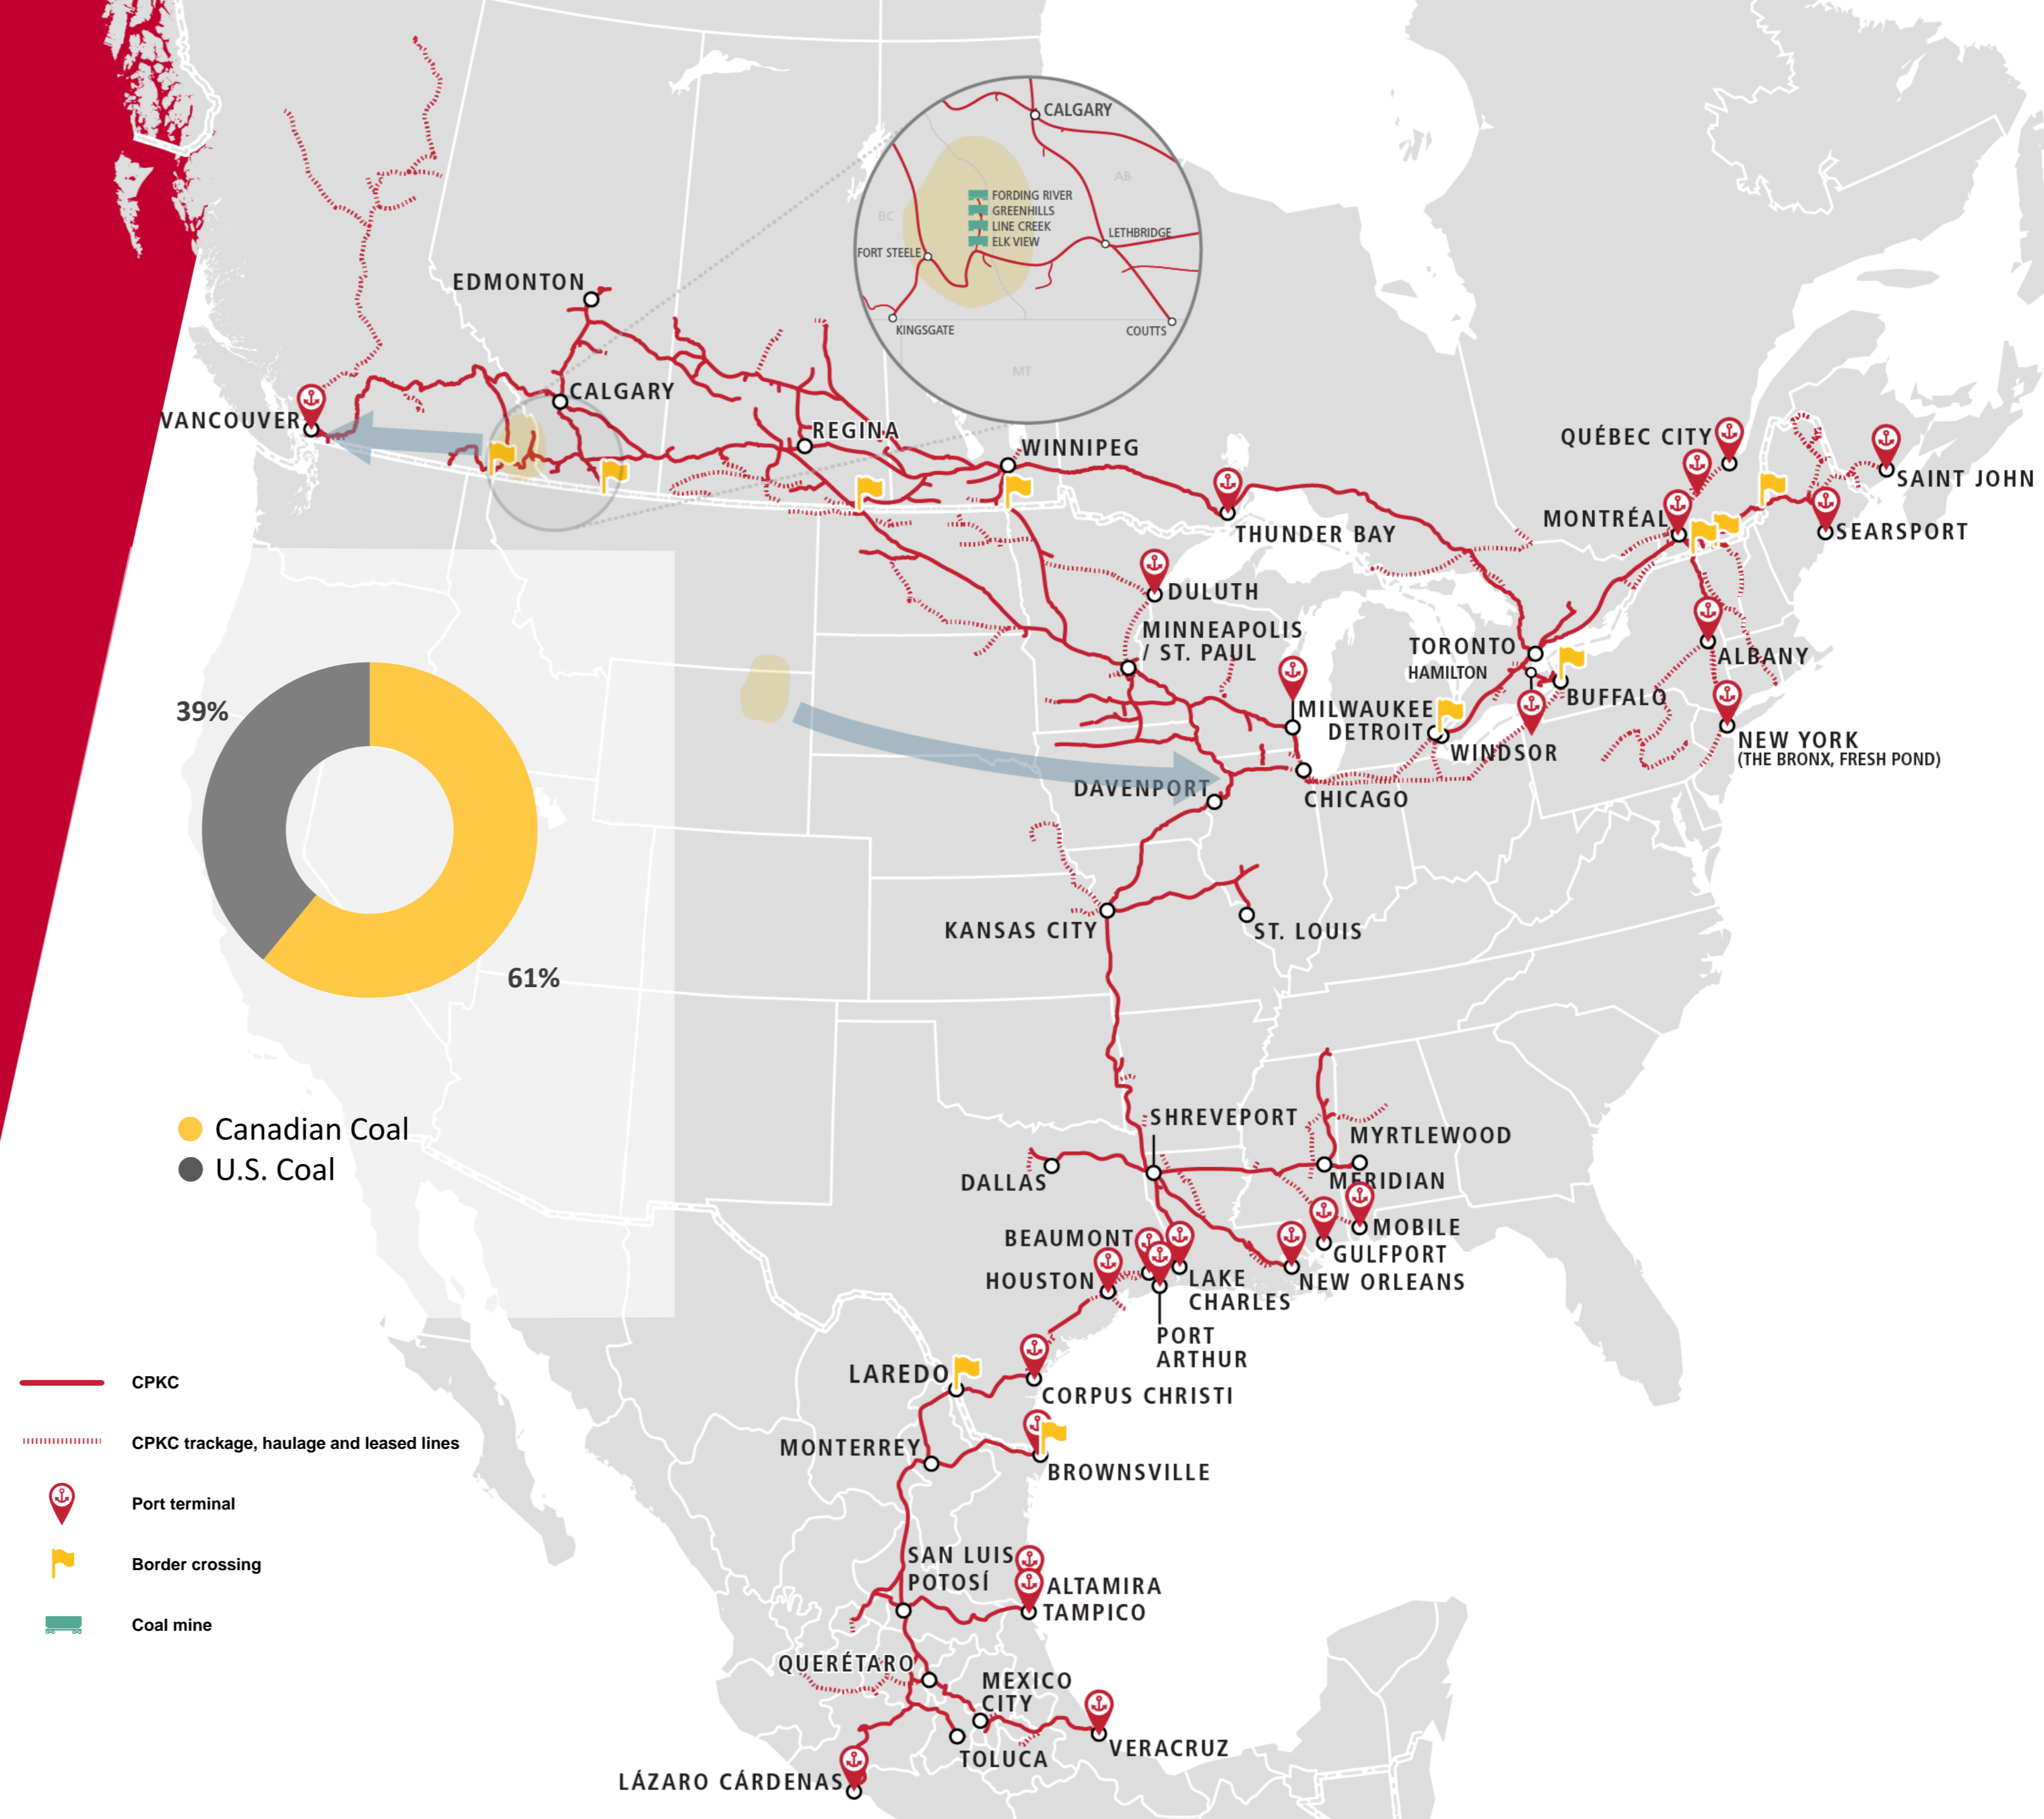 CALGARY
AB
FORDING RIVER
GREENHILLS
LINE CREEK
ELK VIEW
BC
LETHBRIDGE
FORT STEELE
KINGSGATE
COUTTS
MT
EDMONTON
CALGARY
VANCOUVER
REGINA
WINNIPEG
THUNDER BAY
QUÉBEC CITY
SAINT JOHN
MONTRÉAL
SEARSPORT
DULUTH
MINNEAPOLIS
/ ST. PAUL
TORONTO
HAMILTON
ALBANY
BUFFALO
MILWAUKEE
DETROIT
WINDSOR
NEW YORK
(THE BRONX, FRESH POND)
DAVENPORT
CHICAGO
KANSAS CITY
ST. LOUIS
39%
61%
Canadian Coal
U.S. Coal
SHREVEPORT
MYRTLEWOOD
DALLAS
MERIDIAN
MOBILE
BEAUMONT
GULFPORT
HOUSTON
LAKE
CHARLES
NEW ORLEANS
PORT
ARTHUR
LAREDO
CORPUS CHRISTI
MONTERREY
BROWNSVILLE
SAN LUIS
POTOSÍ
ALTAMIRA
TAMPICO
QUERÉTARO
MEXICO
CITY
VERACRUZ
TOLUCA
LÁZARO CÁRDENAS
CPKC
CPKC trackage, haulage and leased lines
Port terminal
Border crossing
Coal mine